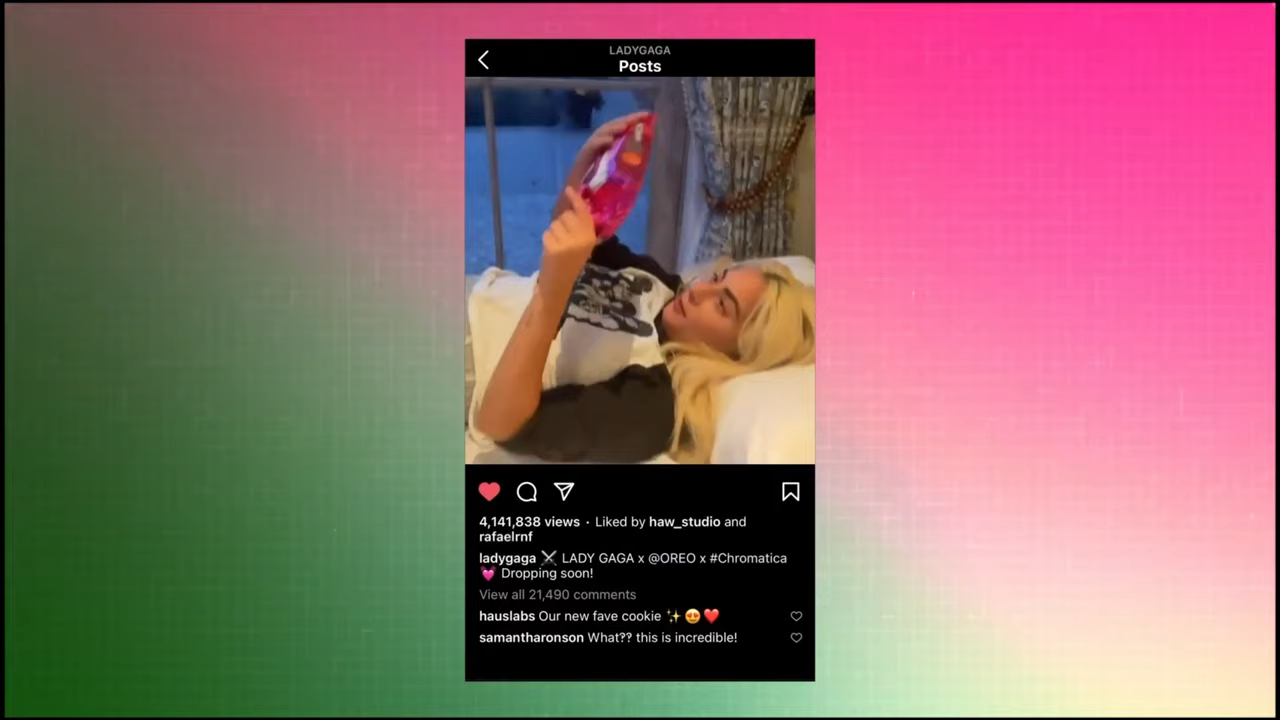 LADYGAGA
Posts
4,141,838 views · Liked by haw_studio and
rafaelrnf
ladygaga ⚔️ LADY GAGA x @OREO x #Chromatica
💓 Dropping soon!
View all 21,490 comments
hauslabs Our new fave cookie ✨😍❤️
samantharonson What?? this is incredible!